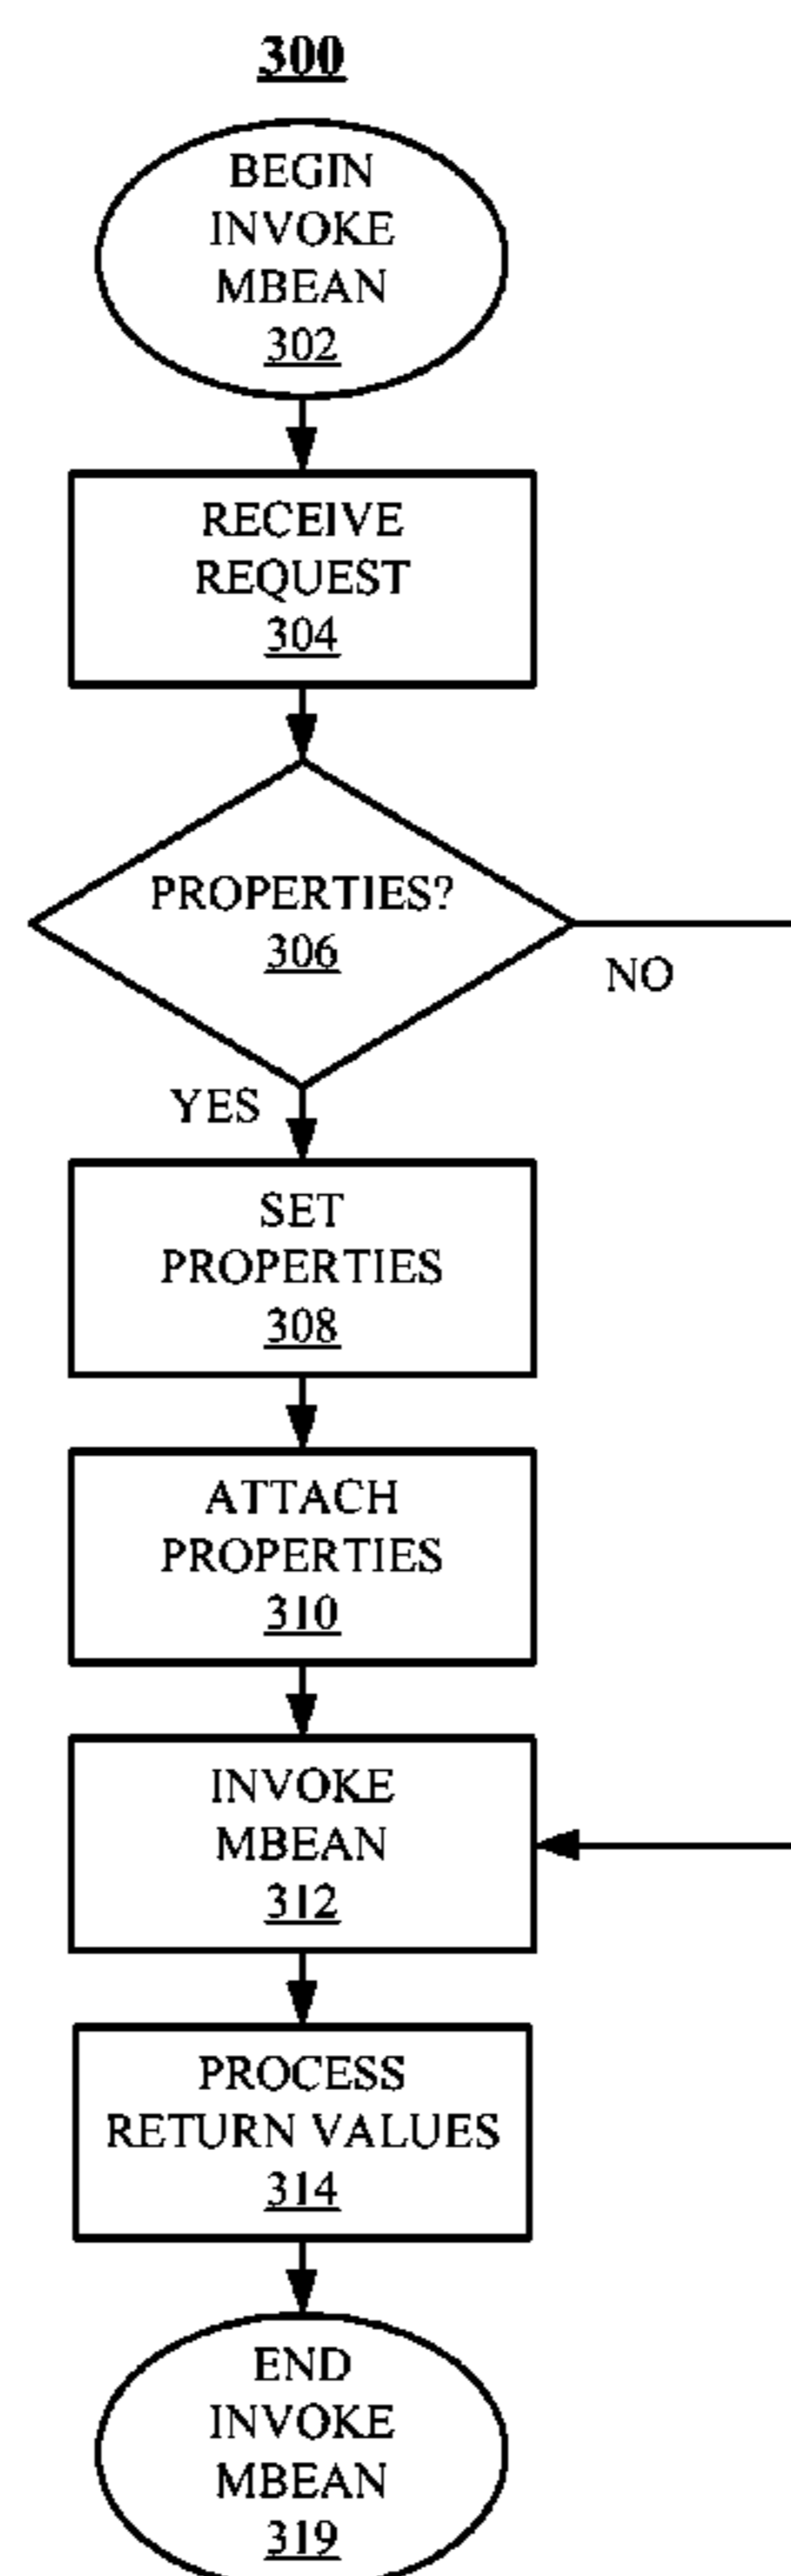 300
BEGIN
INVOKE
MBEAN
302
RECEIVE
REQUEST
304
PROPERTIES?
306
NO
YES
SET
PROPERTIES
308
ATTACH
PROPERTIES
310
INVOKE
MBEAN
312
PROCESS
RETURN VALUES
314
END
INVOKE
MBEAN
319